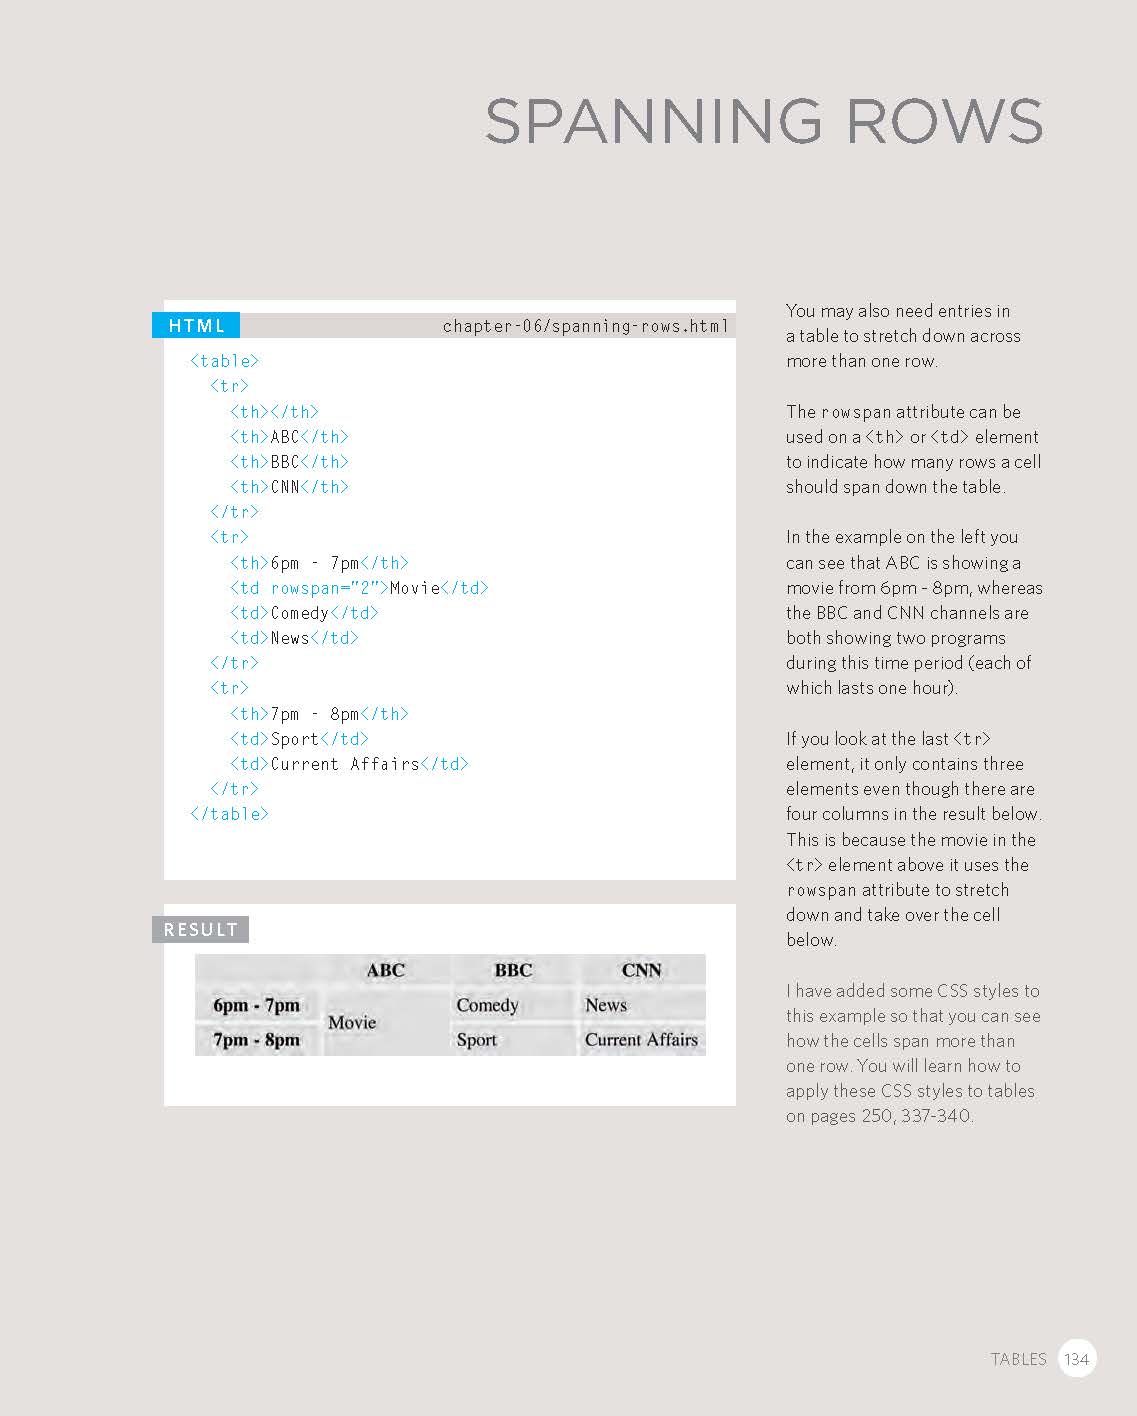 SPANNING ROWS
HTML
chapter-06/spanning-rows.html
<table>
<tr>
<th></th>
<th>ABC</th>
<th>BBC</th>
<th>CNN</th>
</tr>
<tr>
<th>6pm - 7pm</th>
<td rowspan="2">Movie</td>
<td>Comedy</td>
<td>News</td>
</tr>
<tr>
<th>7pm - 8pm</th>
<td>Sport</td>
<td>Current Affairs</td>
</tr>
</table>
RESULT
ABC BBC CNN
6pm - 7pm Movie Comedy News
7pm - 8pm Sport Current Affairs
You may also need entries in
a table to stretch down across
more than one row.
The rowspan attribute can be
used on a <th> or <td> element
to indicate how many rows a cell
should span down the table.
In the example on the left you
can see that ABC is showing a
movie from 6pm - 8pm, whereas
the BBC and CNN channels are
both showing two programs
during this time period (each of
which lasts one hour).
If you look at the last <tr>
element, it only contains three
elements even though there are
four columns in the result below.
This is because the movie in the
<tr> element above it uses the
rowspan attribute to stretch
down and take over the cell
below.
I have added some CSS styles to
this example so that you can see
how the cells span more than
one row. You will learn how to
apply these CSS styles to tables
on pages 250, 337-340.
TABLES 134